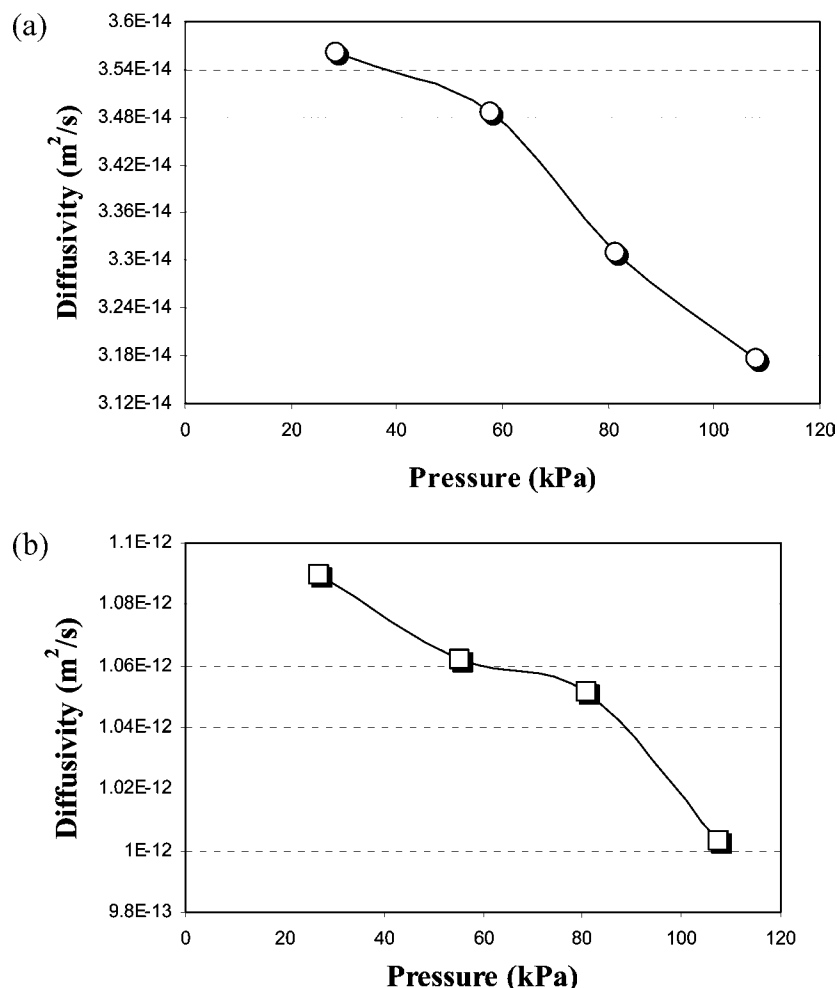 (a)
3.6E-14
3.54E-14
3.48E-14
3.42E-14
3.36E-14
3.3E-14
3.24E-14
3.18E-14
3.12E-14
Diffusivity (m²/s)
0 20 40 60 80 100 120
Pressure (kPa)
(b)
1.1E-12
1.08E-12
1.06E-12
1.04E-12
1.02E-12
1E-12
9.8E-13
Diffusivity (m²/s)
0 20 40 60 80 100 120
Pressure (kPa)